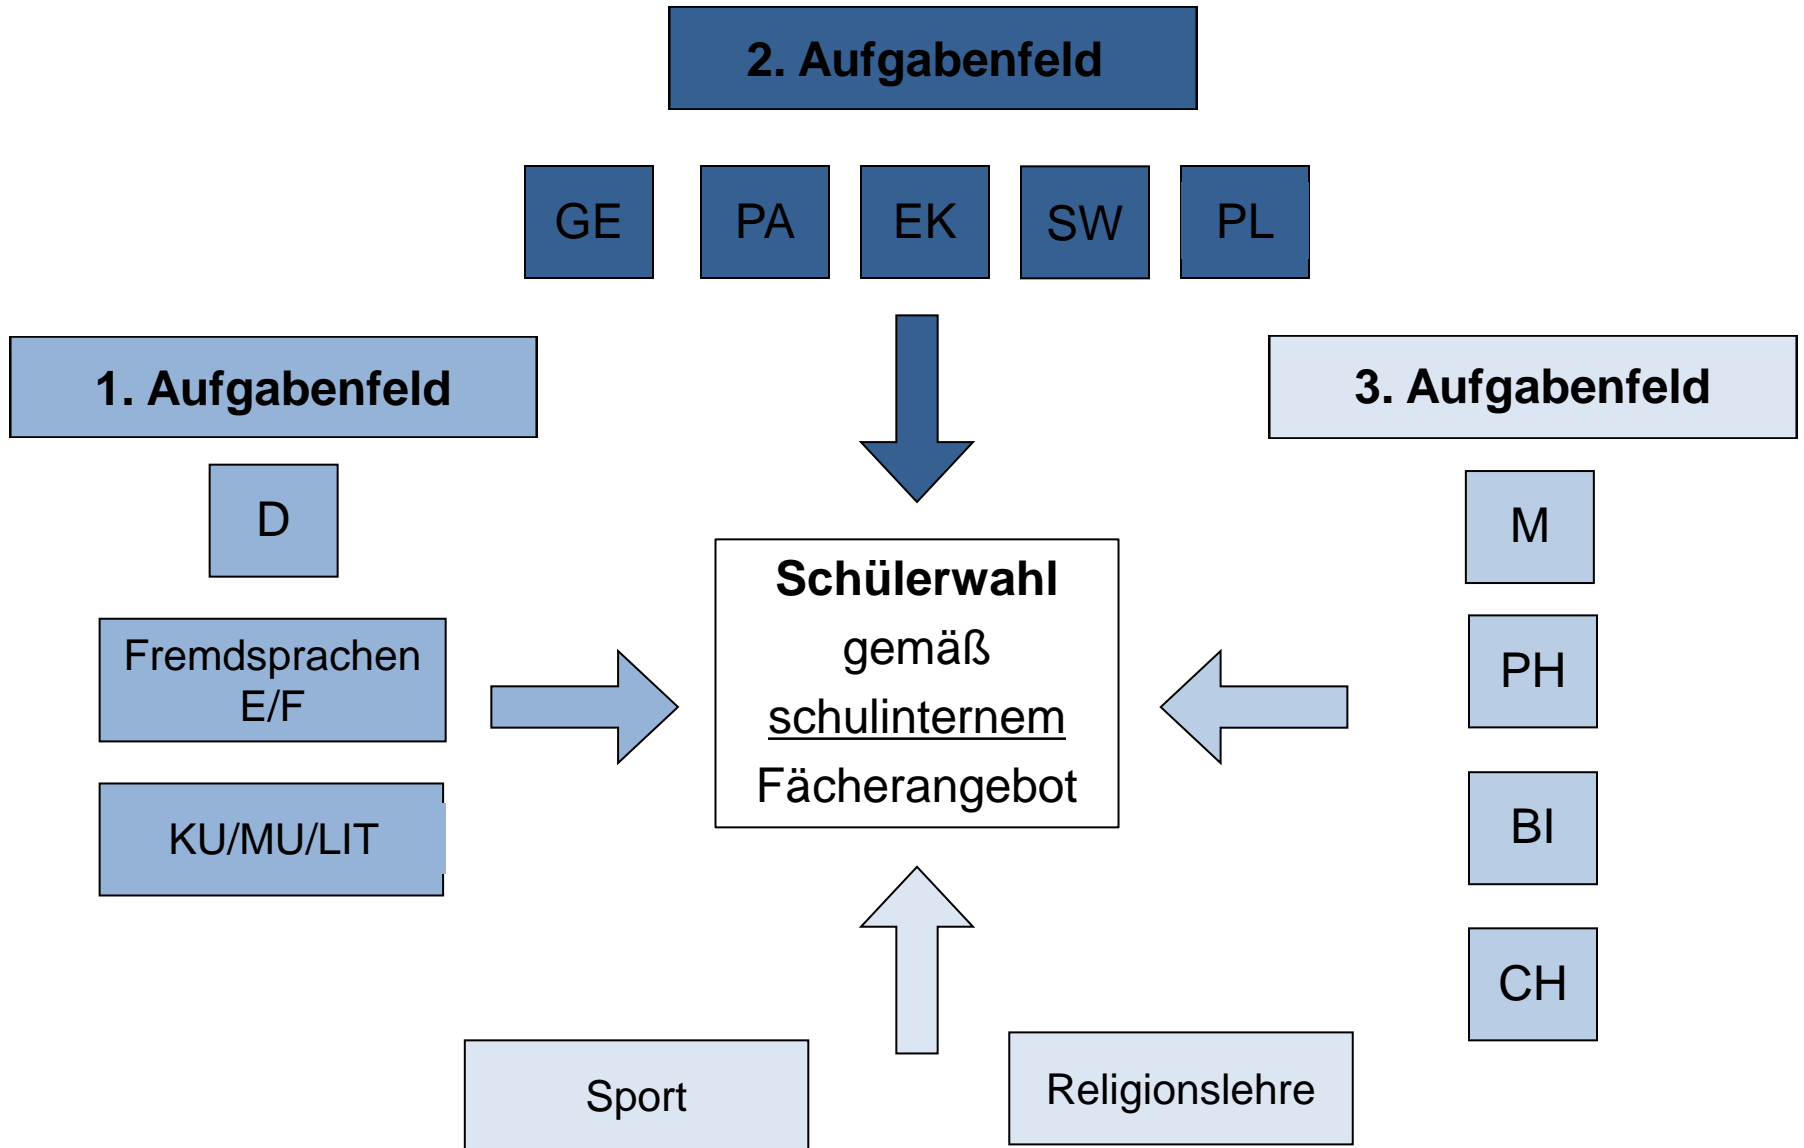 2. Aufgabenfeld
GE
PA
EK
SW
PL
1. Aufgabenfeld
D
Fremdsprachen
E/F
KU/MU/LIT
Schülerwahl
gemäß
schulinternem
Fächerangebot
3. Aufgabenfeld
M
PH
BI
CH
Sport
Religionslehre